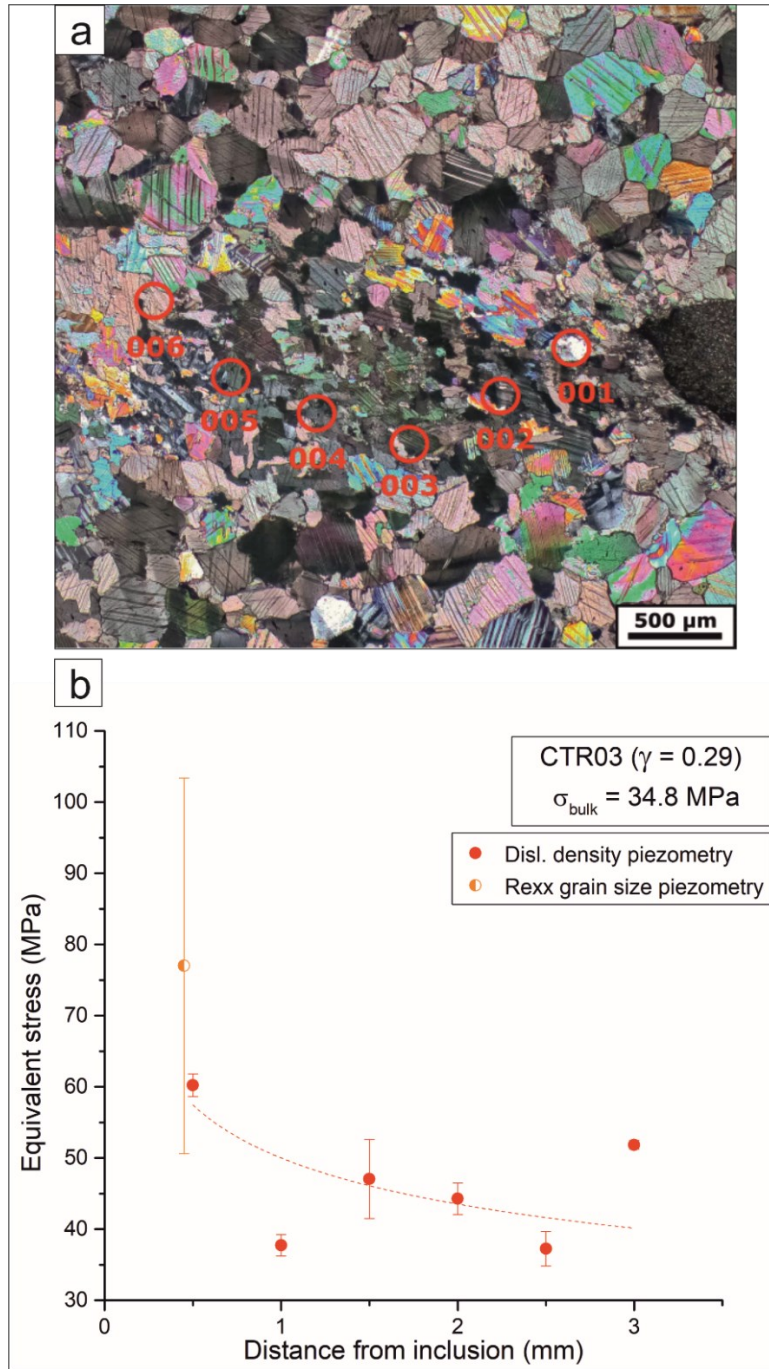 a
006
005
004
003
002
001
500 µm
b
CTR03 (γ = 0.29)
σbulk = 34.8 MPa
Disl. density piezometry
Rexx grain size piezometry
Equivalent stress (MPa)
110
100
90
80
70
60
50
40
30
0
1
2
3
Distance from inclusion (mm)